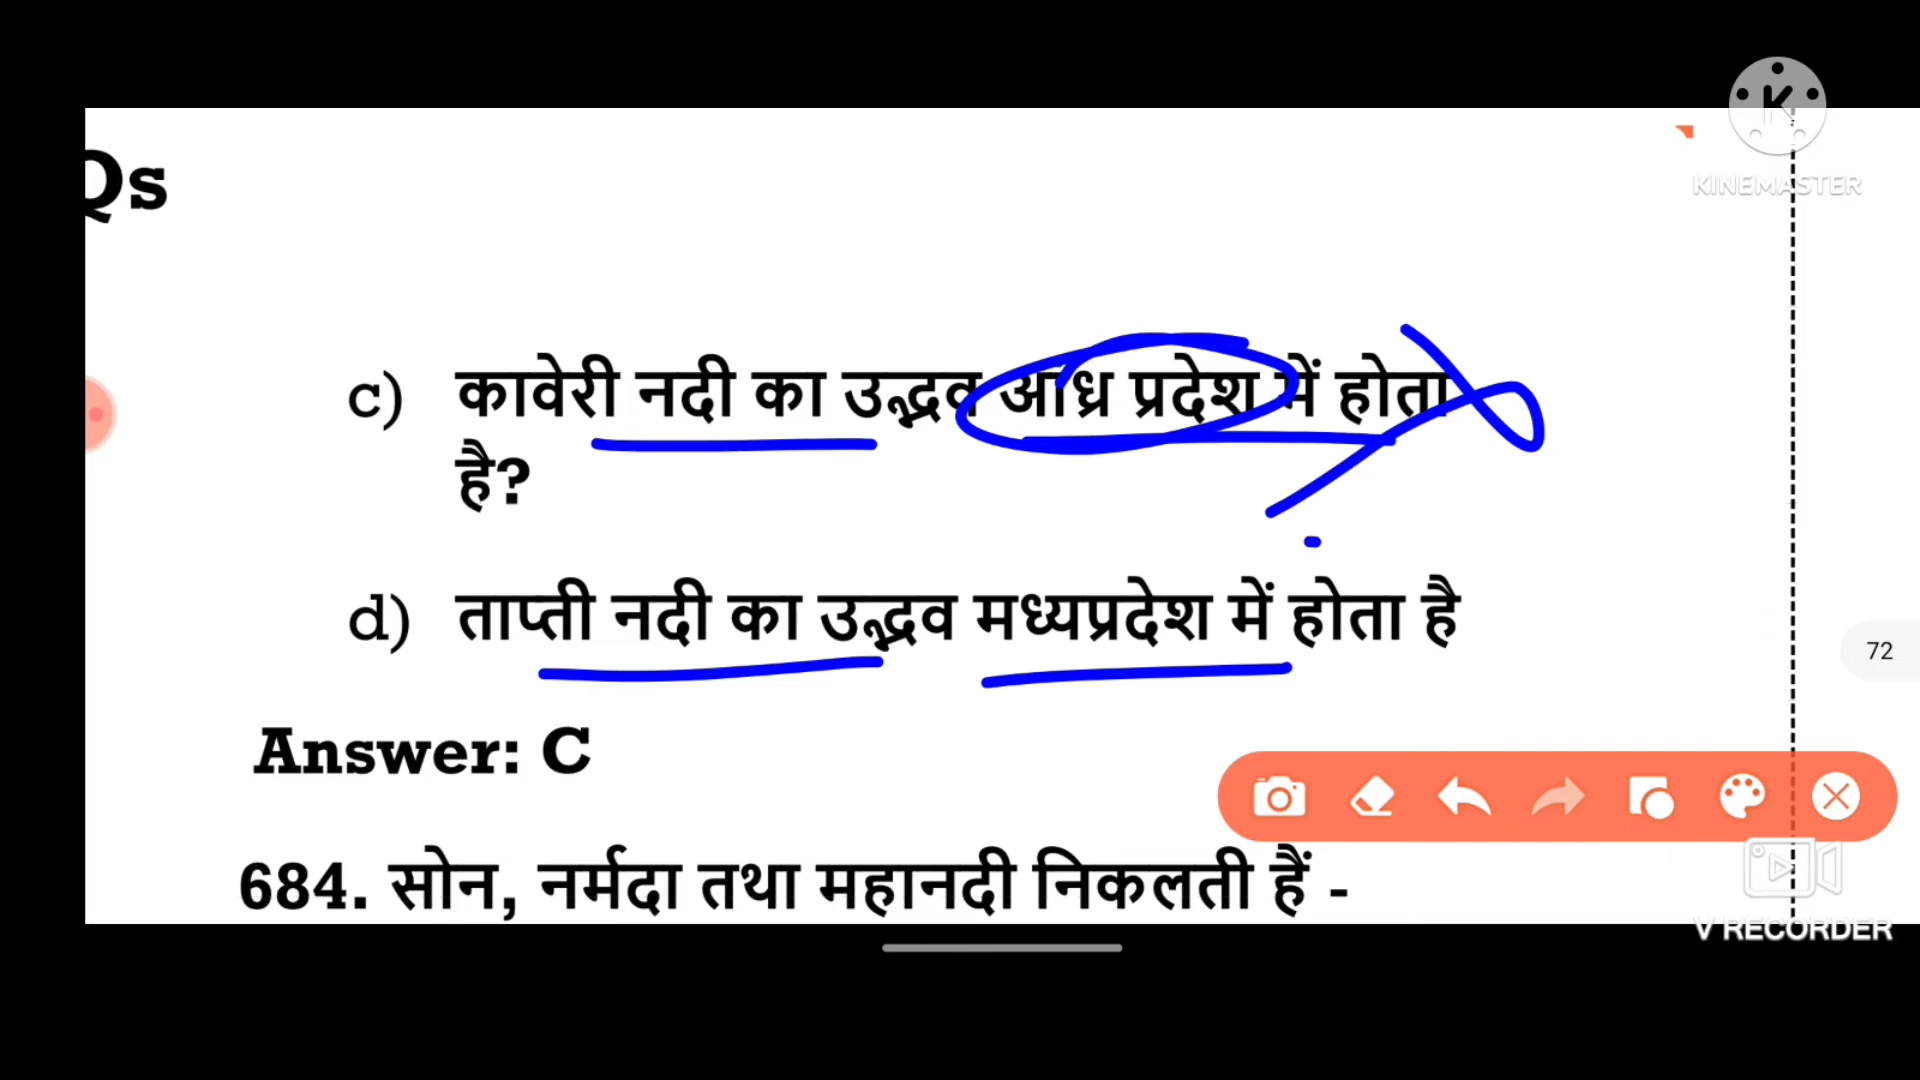 KINEMASTER
Qs
c) कावेरी नदी का उद्भव आंध्र प्रदेश में होता
है?
d) ताप्ती नदी का उद्भव मध्यप्रदेश में होता है
72
Answer: C
684. सोन, नर्मदा तथा महानदी निकलती हैं -
V RECORDER